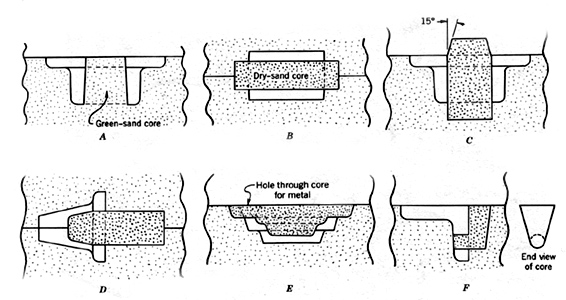 15°
Dry-sand core
Green-sand core
A
B
C
Hole through core
for metal
End view
of core
D
E
F